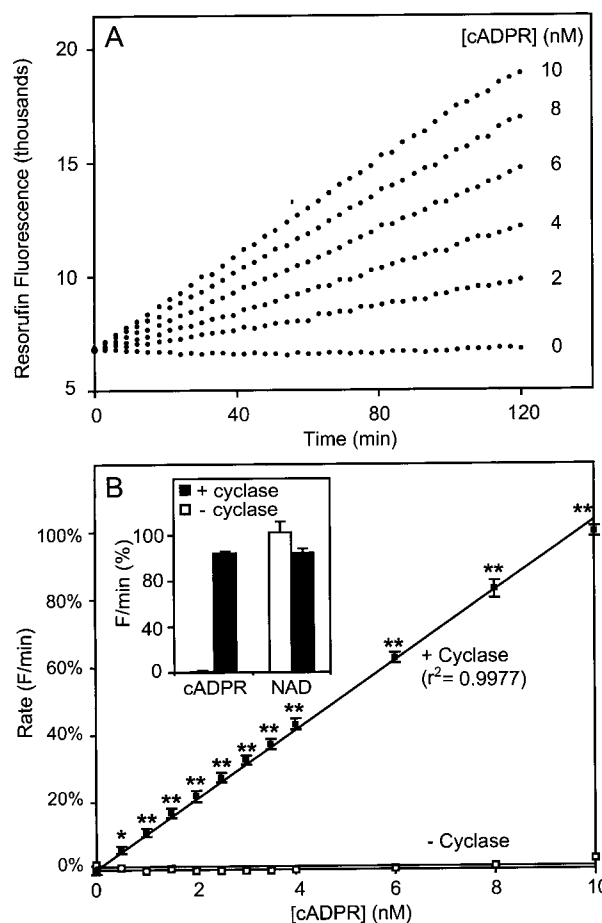 A
[cADPR] (nM)
Resorufin Fluorescence (thousands)
20
15
10
5
10
8
6
4
2
0
0
40
80
120
Time (min)
B
+ cyclase
- cyclase
F/min (%)
100
80
40
0
cADPR
NAD
Rate (F/min)
100%
80%
60%
40%
20%
0%
*
**
**
**
**
**
**
**
**
**
**
+ Cyclase
(r²= 0.9977)
- Cyclase
0
2
4
6
8
10
[cADPR] (nM)